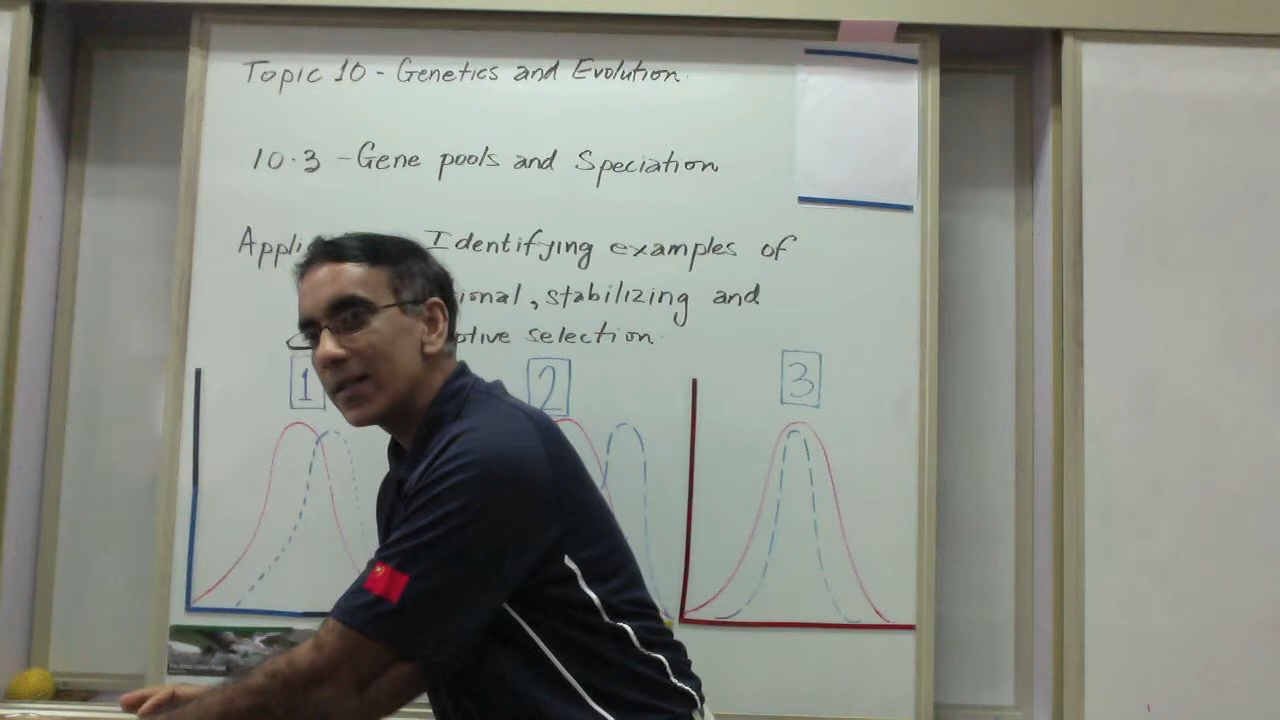 Topic 10 - Genetics and Evolution.
10.3 - Gene pools and Speciation
Identifying examples of
, stabilizing and
selection.
1 2 3